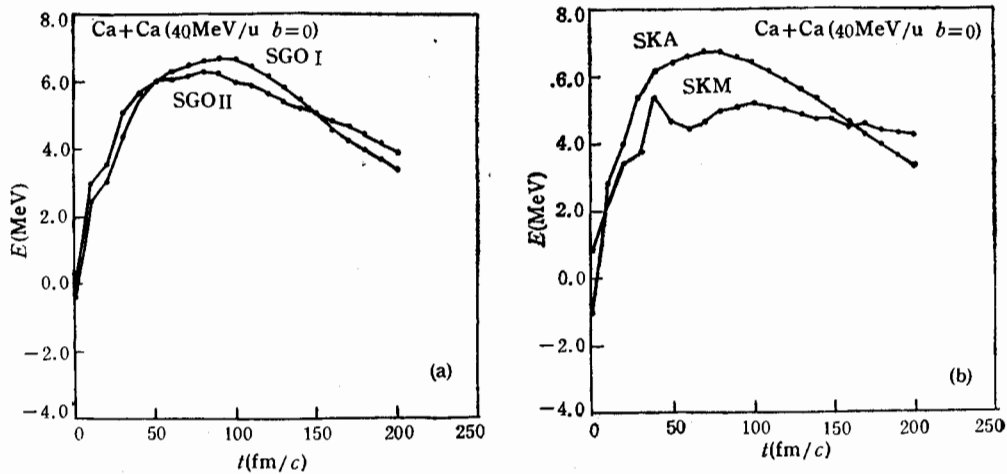 8.0
Ca+Ca(40MeV/u b=0)
SGO I
6.0
SGO II
4.0
2.0
0.0
−2.0
−4.0
E(MeV)
(a)
0
50
100
150
200
250
t(fm/c)
8.0
Ca+Ca(40MeV/u b=0)
SKA
.6.0
SKM
4.0
2.0
0.0
−2.0
−4.0
E(MeV)
(b)
0
50
100
150
200
250
t(fm/c)